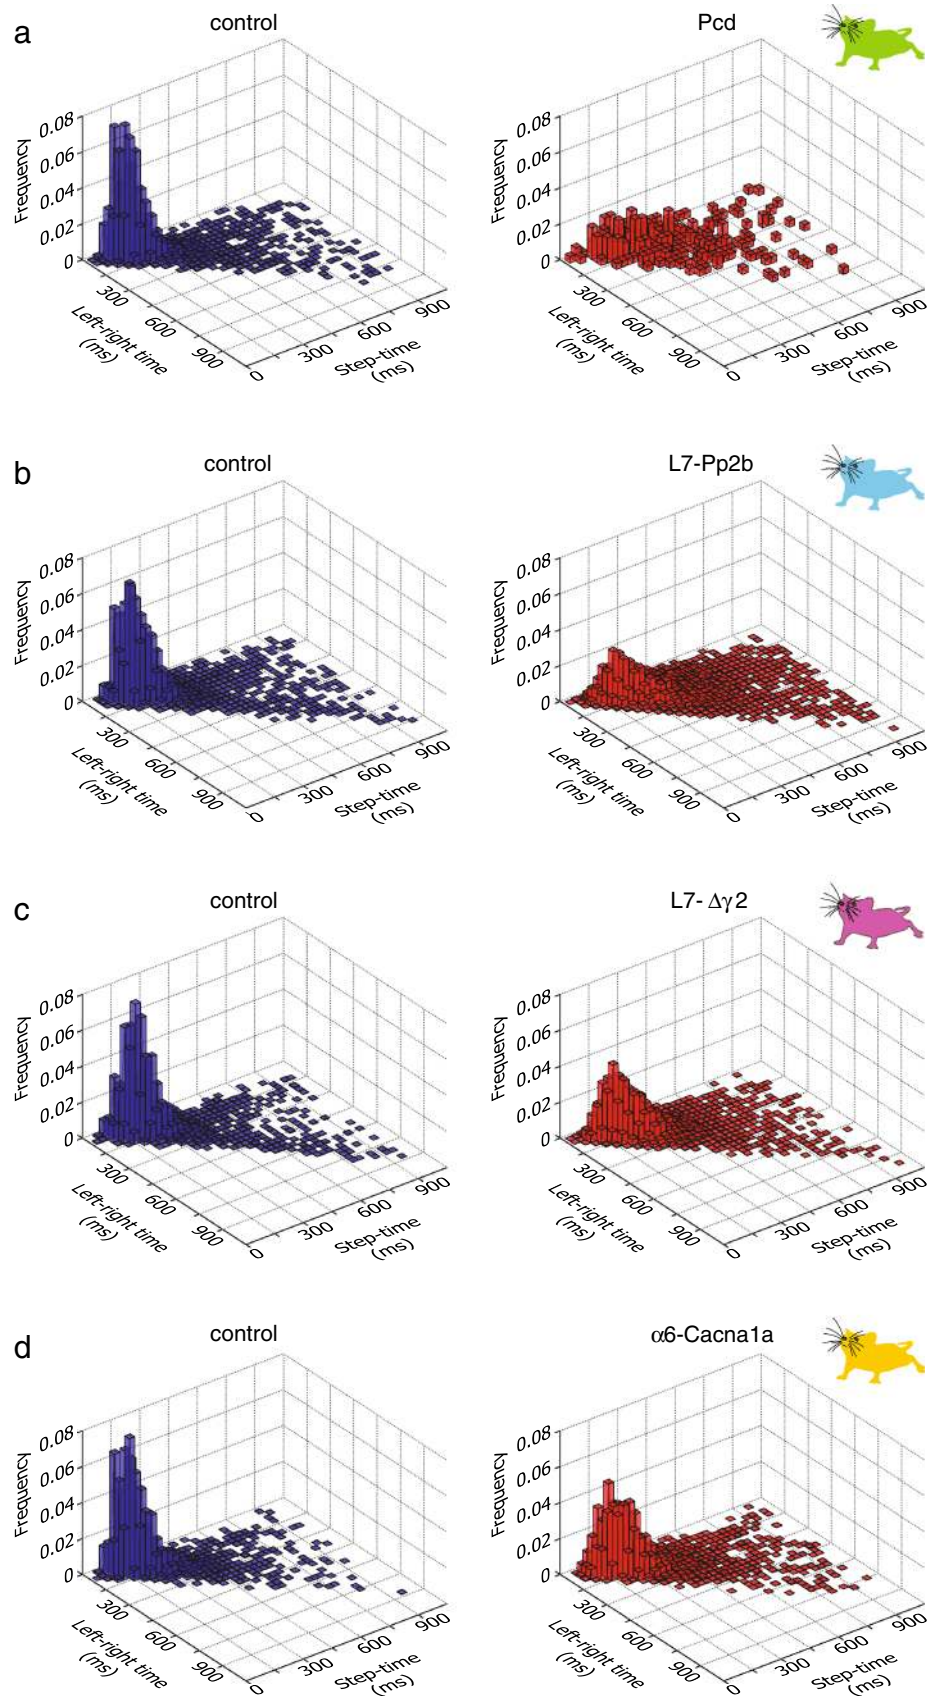 a
control
Pcd
Frequency
0.08
0.06
0.04
0.02
0
300
600
900
Left-right time
(ms)
0
300
600
900
Step-time
(ms)
Frequency
0.08
0.06
0.04
0.02
0
300
600
900
Left-right time
(ms)
0
300
600
900
Step-time
(ms)
b
control
L7-Pp2b
Frequency
0.08
0.06
0.04
0.02
0
300
600
900
Left-right time
(ms)
0
300
600
900
Step-time
(ms)
Frequency
0.08
0.06
0.04
0.02
0
300
600
900
Left-right time
(ms)
0
300
600
900
Step-time
(ms)
c
control
L7- Δγ2
Frequency
0.08
0.06
0.04
0.02
0
300
600
900
Left-right time
(ms)
0
300
600
900
Step-time
(ms)
Frequency
0.08
0.06
0.04
0.02
0
300
600
900
Left-right time
(ms)
0
300
600
900
Step-time
(ms)
d
control
α6-Cacna1a
Frequency
0.08
0.06
0.04
0.02
0
300
600
900
Left-right time
(ms)
0
300
600
900
Step-time
(ms)
Frequency
0.08
0.06
0.04
0.02
0
300
600
900
Left-right time
(ms)
0
300
600
900
Step-time
(ms)